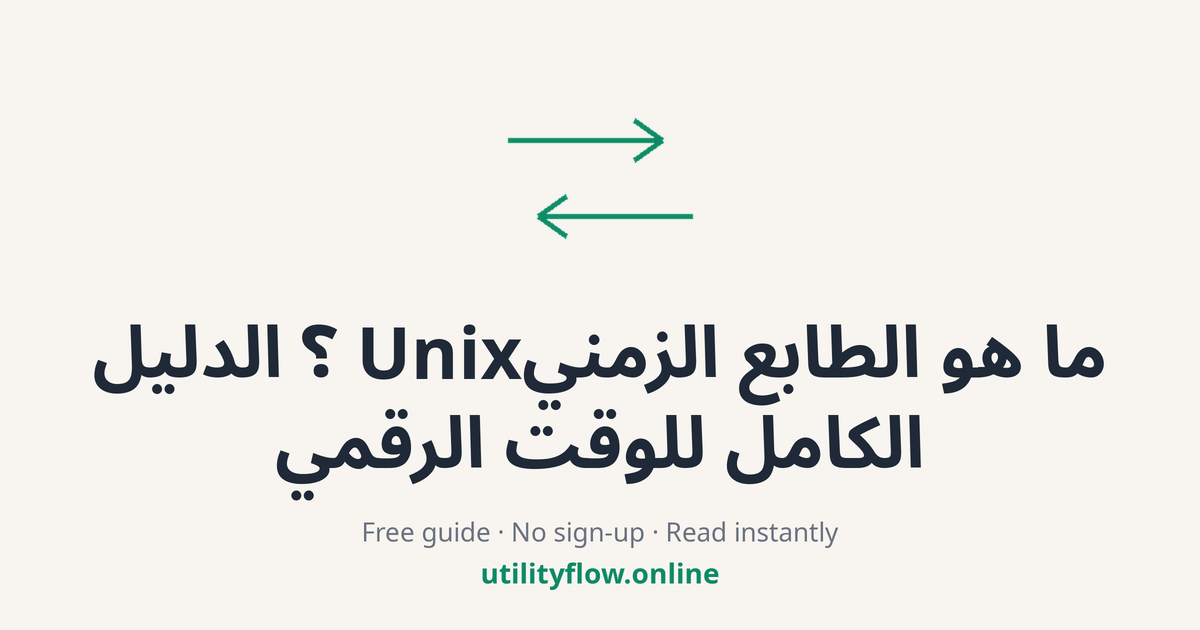 ما هو الطابع الزمنيUnix ؟ الدليل
الكامل للوقت الرقمي
Free guide · No sign-up · Read instantly
utilityflow.online